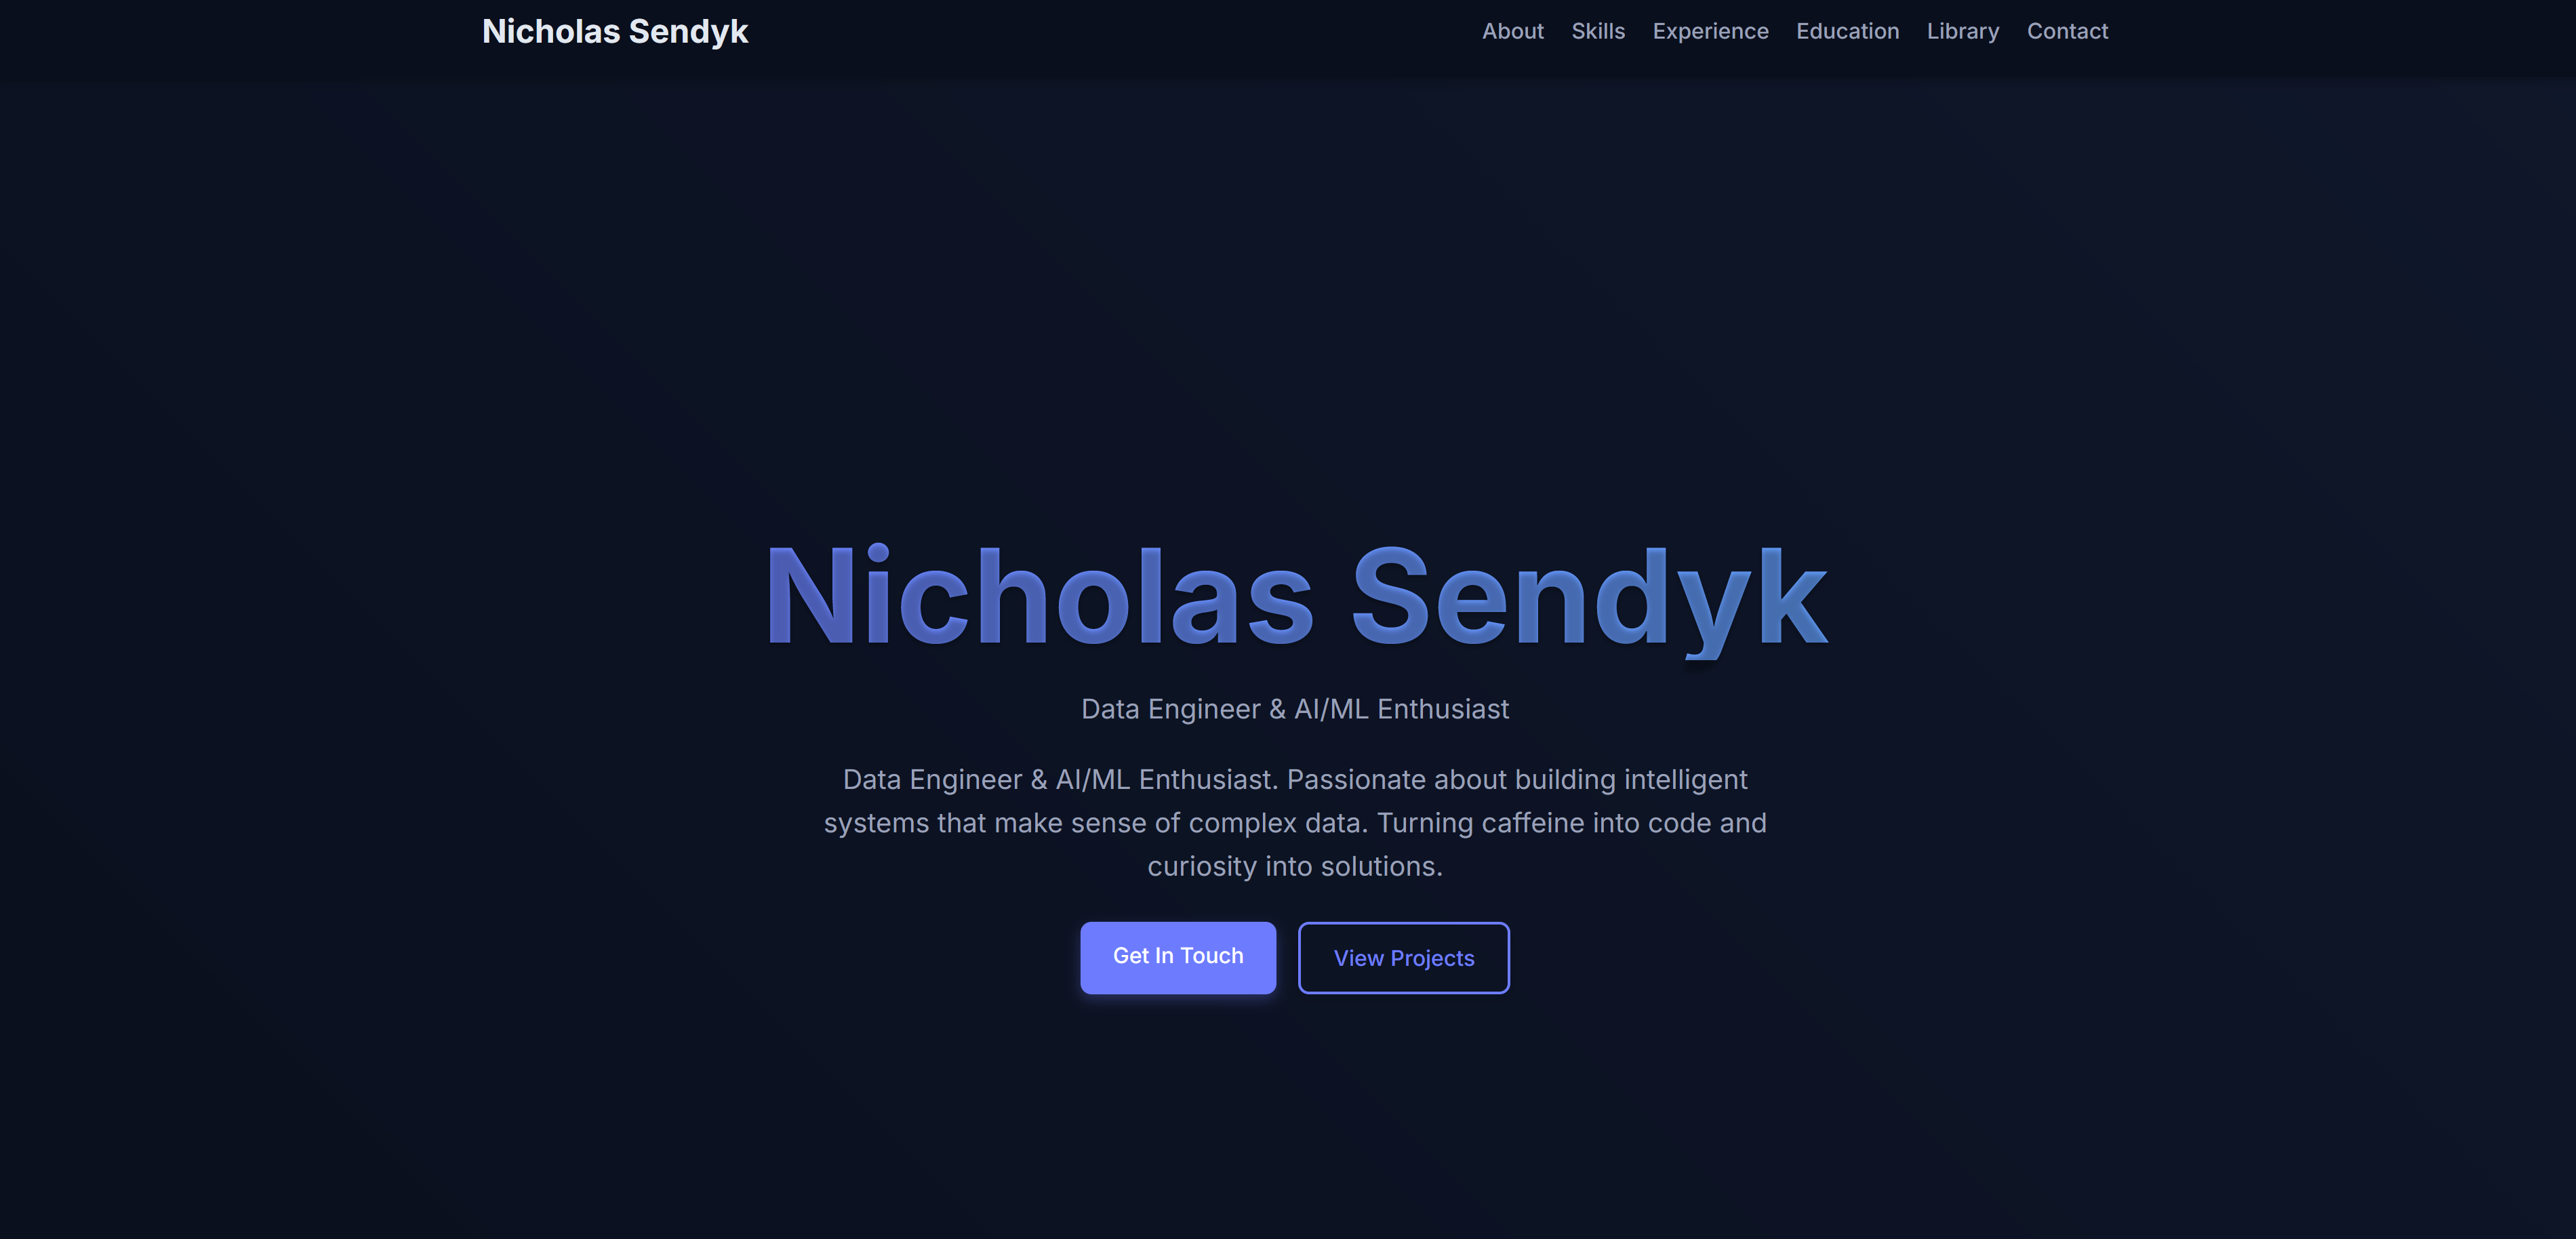 Nicholas Sendyk
About Skills Experience Education Library Contact
Nicholas Sendyk
Data Engineer & AI/ML Enthusiast
Data Engineer & AI/ML Enthusiast. Passionate about building intelligent
systems that make sense of complex data. Turning caffeine into code and
curiosity into solutions.
Get In Touch
View Projects